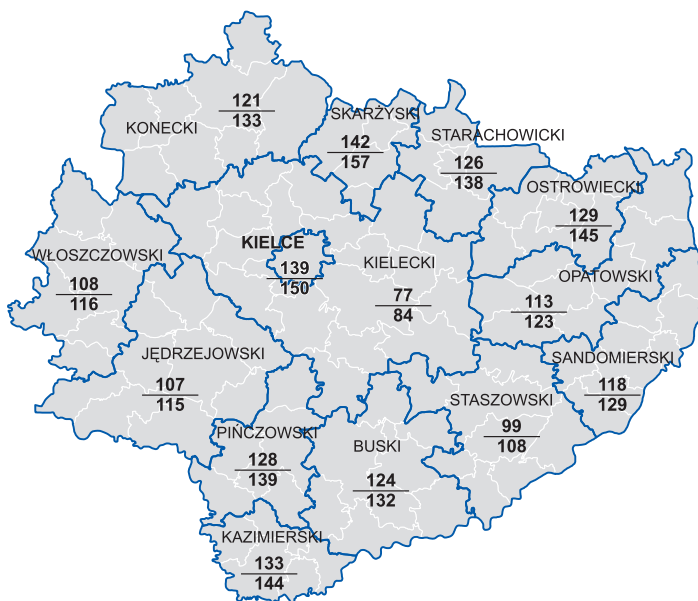 121
133
KONECKI
SKARŻYSKI
142
157
STARACHOWICKI
126
138
OSTROWIECKI
129
145
KIELCE
139
150
KIELECKI
77
84
WŁOSZCZOWSKI
108
116
OPATOWSKI
113
123
JĘDRZEJOWSKI
107
115
SANDOMIERSKI
118
129
STASZOWSKI
99
108
PIŃCZOWSKI
128
139
BUSKI
124
132
KAZIMIERSKI
133
144